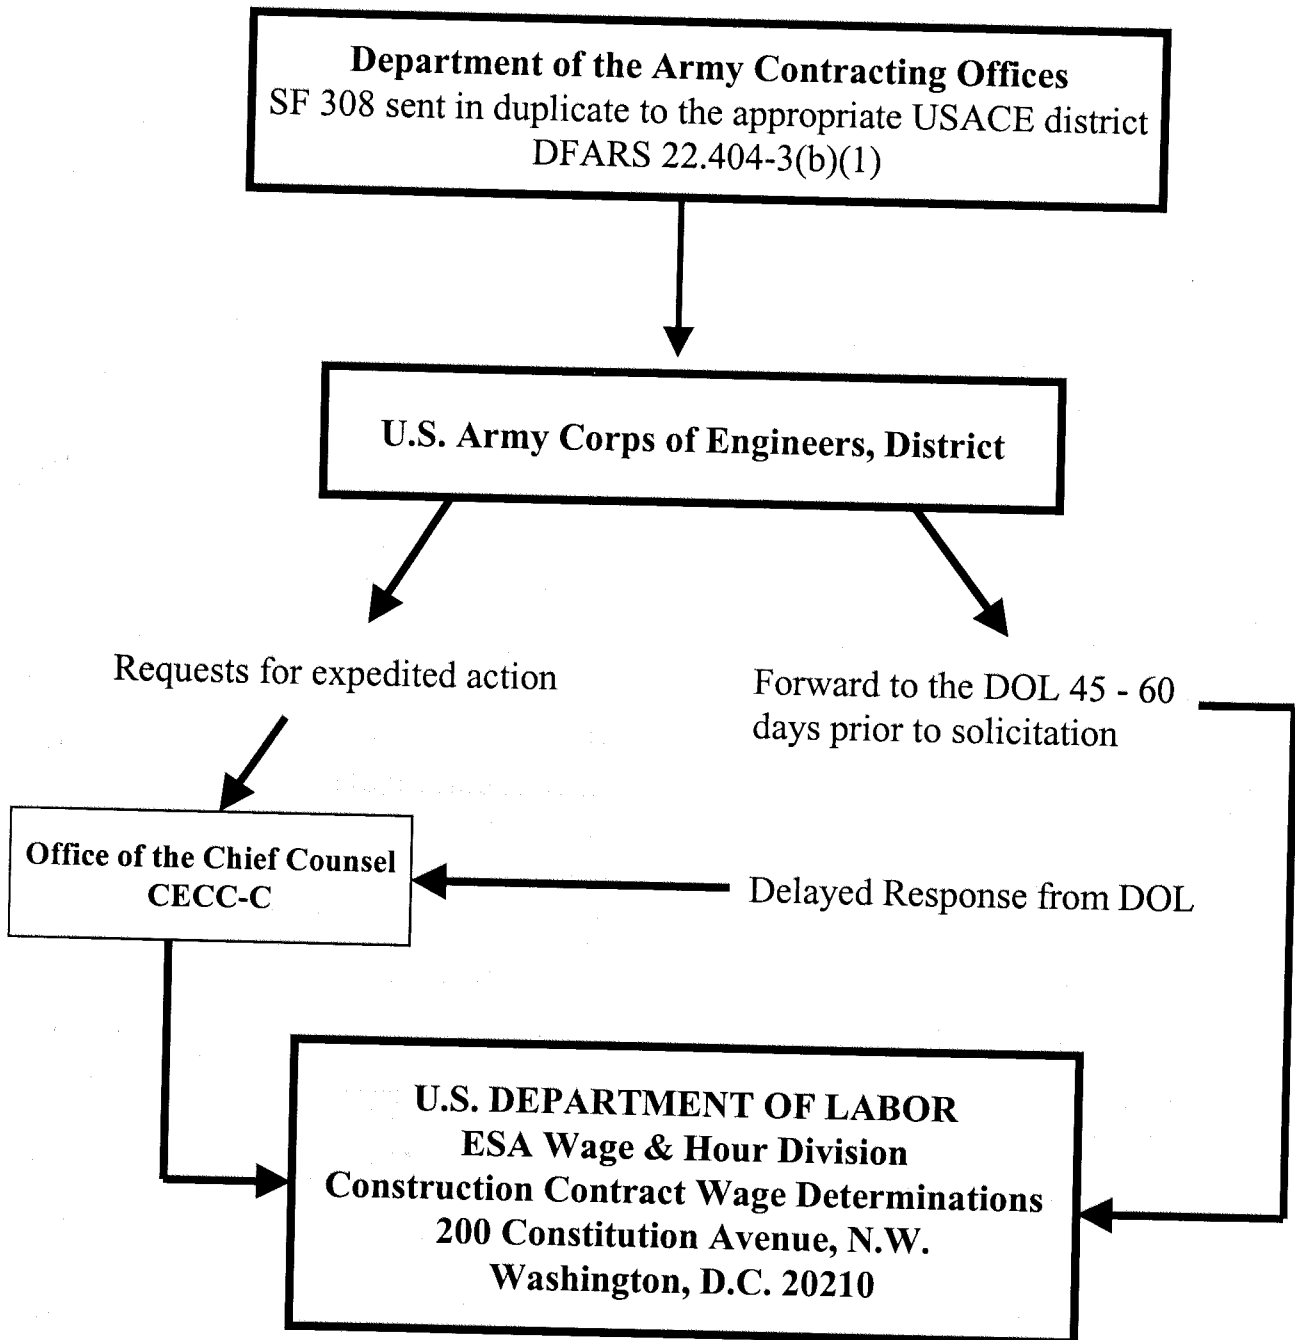 Department of the Army Contracting Offices
SF 308 sent in duplicate to the appropriate USACE district
DFARS 22.404-3(b)(1)
U.S. Army Corps of Engineers, District
Requests for expedited action
Forward to the DOL 45 - 60
days prior to solicitation
Office of the Chief Counsel
CECC-C
Delayed Response from DOL
U.S. DEPARTMENT OF LABOR
ESA Wage & Hour Division
Construction Contract Wage Determinations
200 Constitution Avenue, N.W.
Washington, D.C. 20210